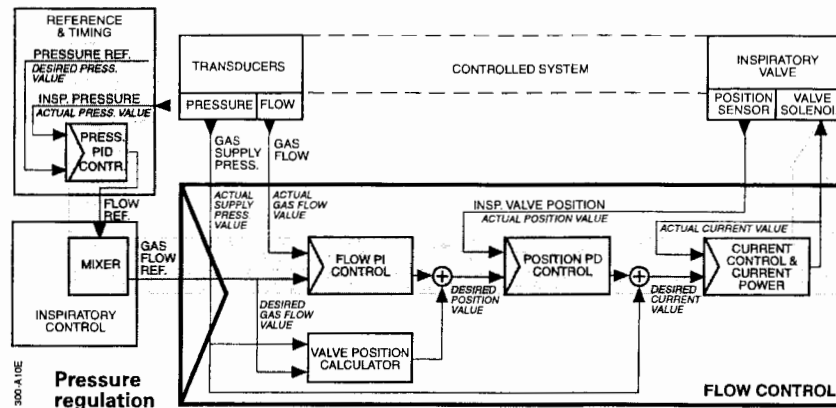 REFERENCE
& TIMING
PRESSURE REF.
DESIRED PRESS.
VALUE
INSP. PRESSURE
ACTUAL PRESS. VALUE
PRESS.
PID
CONTR.
FLOW
REF.
TRANSDUCERS
PRESSURE
FLOW
CONTROLLED SYSTEM
INSPIRATORY
VALVE
POSITION
SENSOR
VALVE
SOLENOI
GAS
SUPPLY
PRESS.
GAS
FLOW
ACTUAL
SUPPLY
PRESS
VALUE
ACTUAL
GAS FLOW
VALUE
INSP. VALVE POSITION
ACTUAL POSITION VALUE
ACTUAL CURRENT VALUE
MIXER
GAS
FLOW
REF.
INSPIRATORY
CONTROL
FLOW PI
CONTROL
POSITION PD
CONTROL
CURRENT
CONTROL &
CURRENT
POWER
DESIRED
GAS FLOW
VALUE
DESIRED
POSITION
VALUE
DESIRED
CURRENT
VALUE
VALVE POSITION
CALCULATOR
FLOW CONTROL
300-A10E
Pressure
regulation